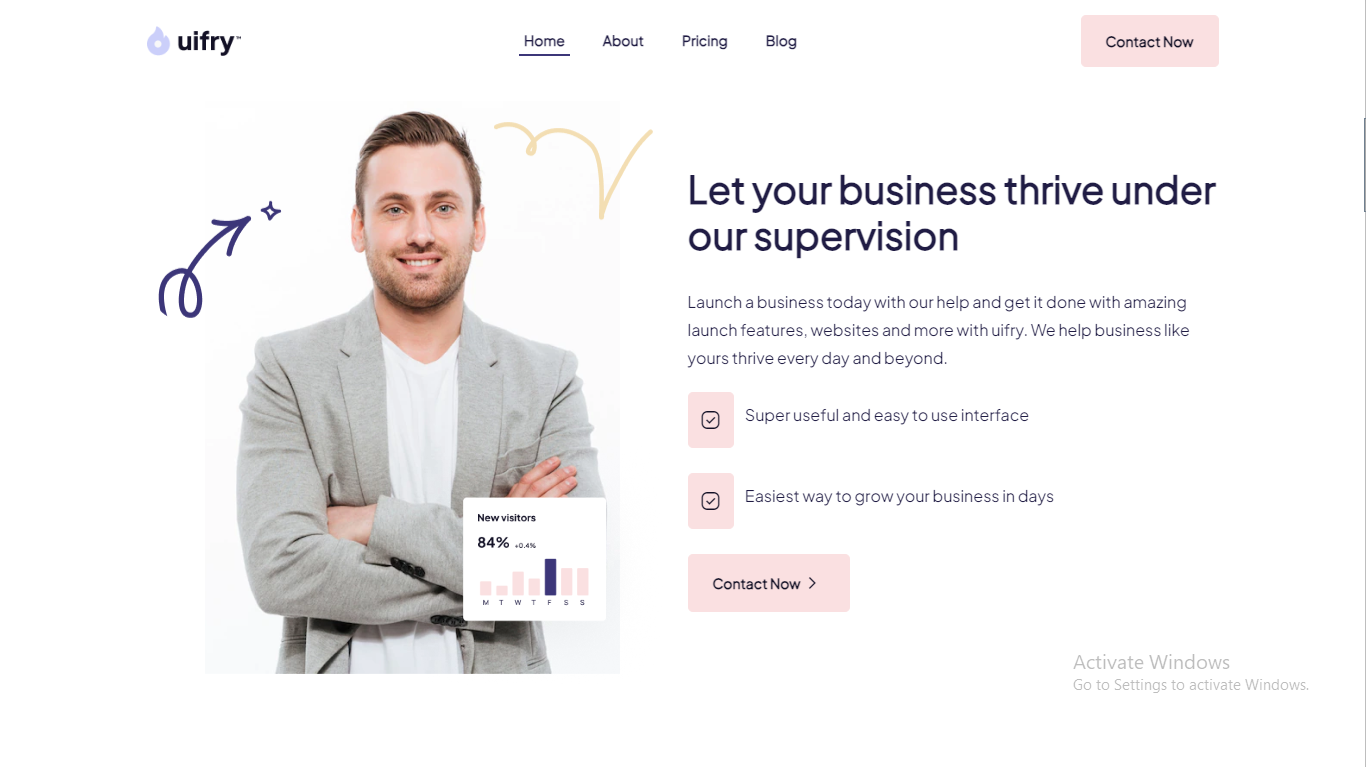 uifry™
Home About Pricing Blog
Contact Now
Let your business thrive under
our supervision
Launch a business today with our help and get it done with amazing
launch features, websites and more with uifry. We help business like
yours thrive every day and beyond.
Super useful and easy to use interface
Easiest way to grow your business in days
Contact Now
New visitors
84% +0.4%
M T W T F S S
Activate Windows
Go to Settings to activate Windows.